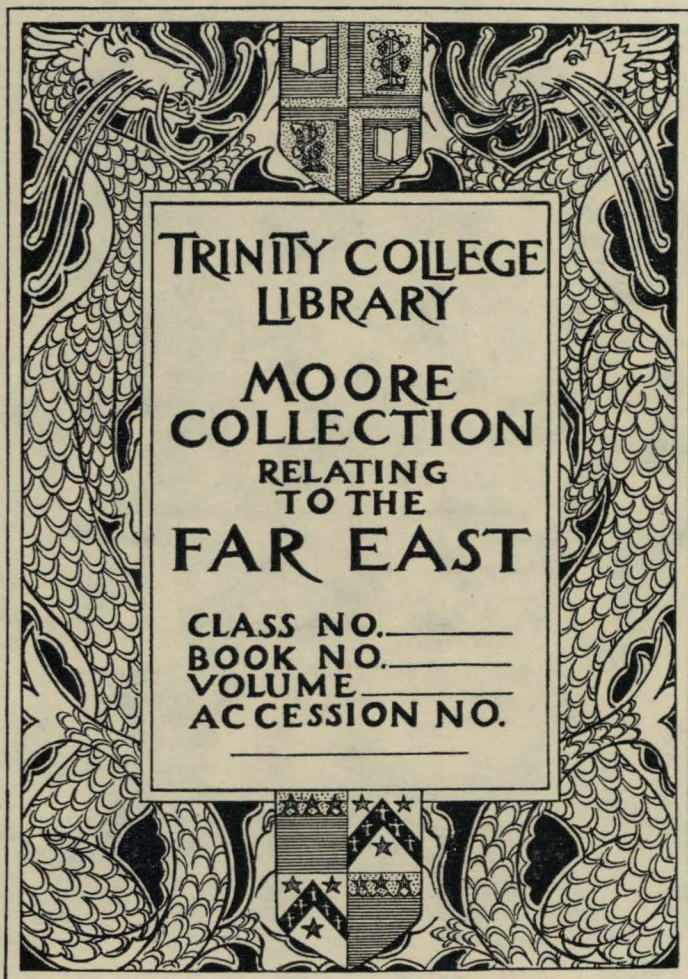 TRINITY COLLEGE
LIBRARY
MOORE
COLLECTION
RELATING
TO THE
FAR EAST
CLASS NO.
BOOK NO.
VOLUME
ACCESSION NO.